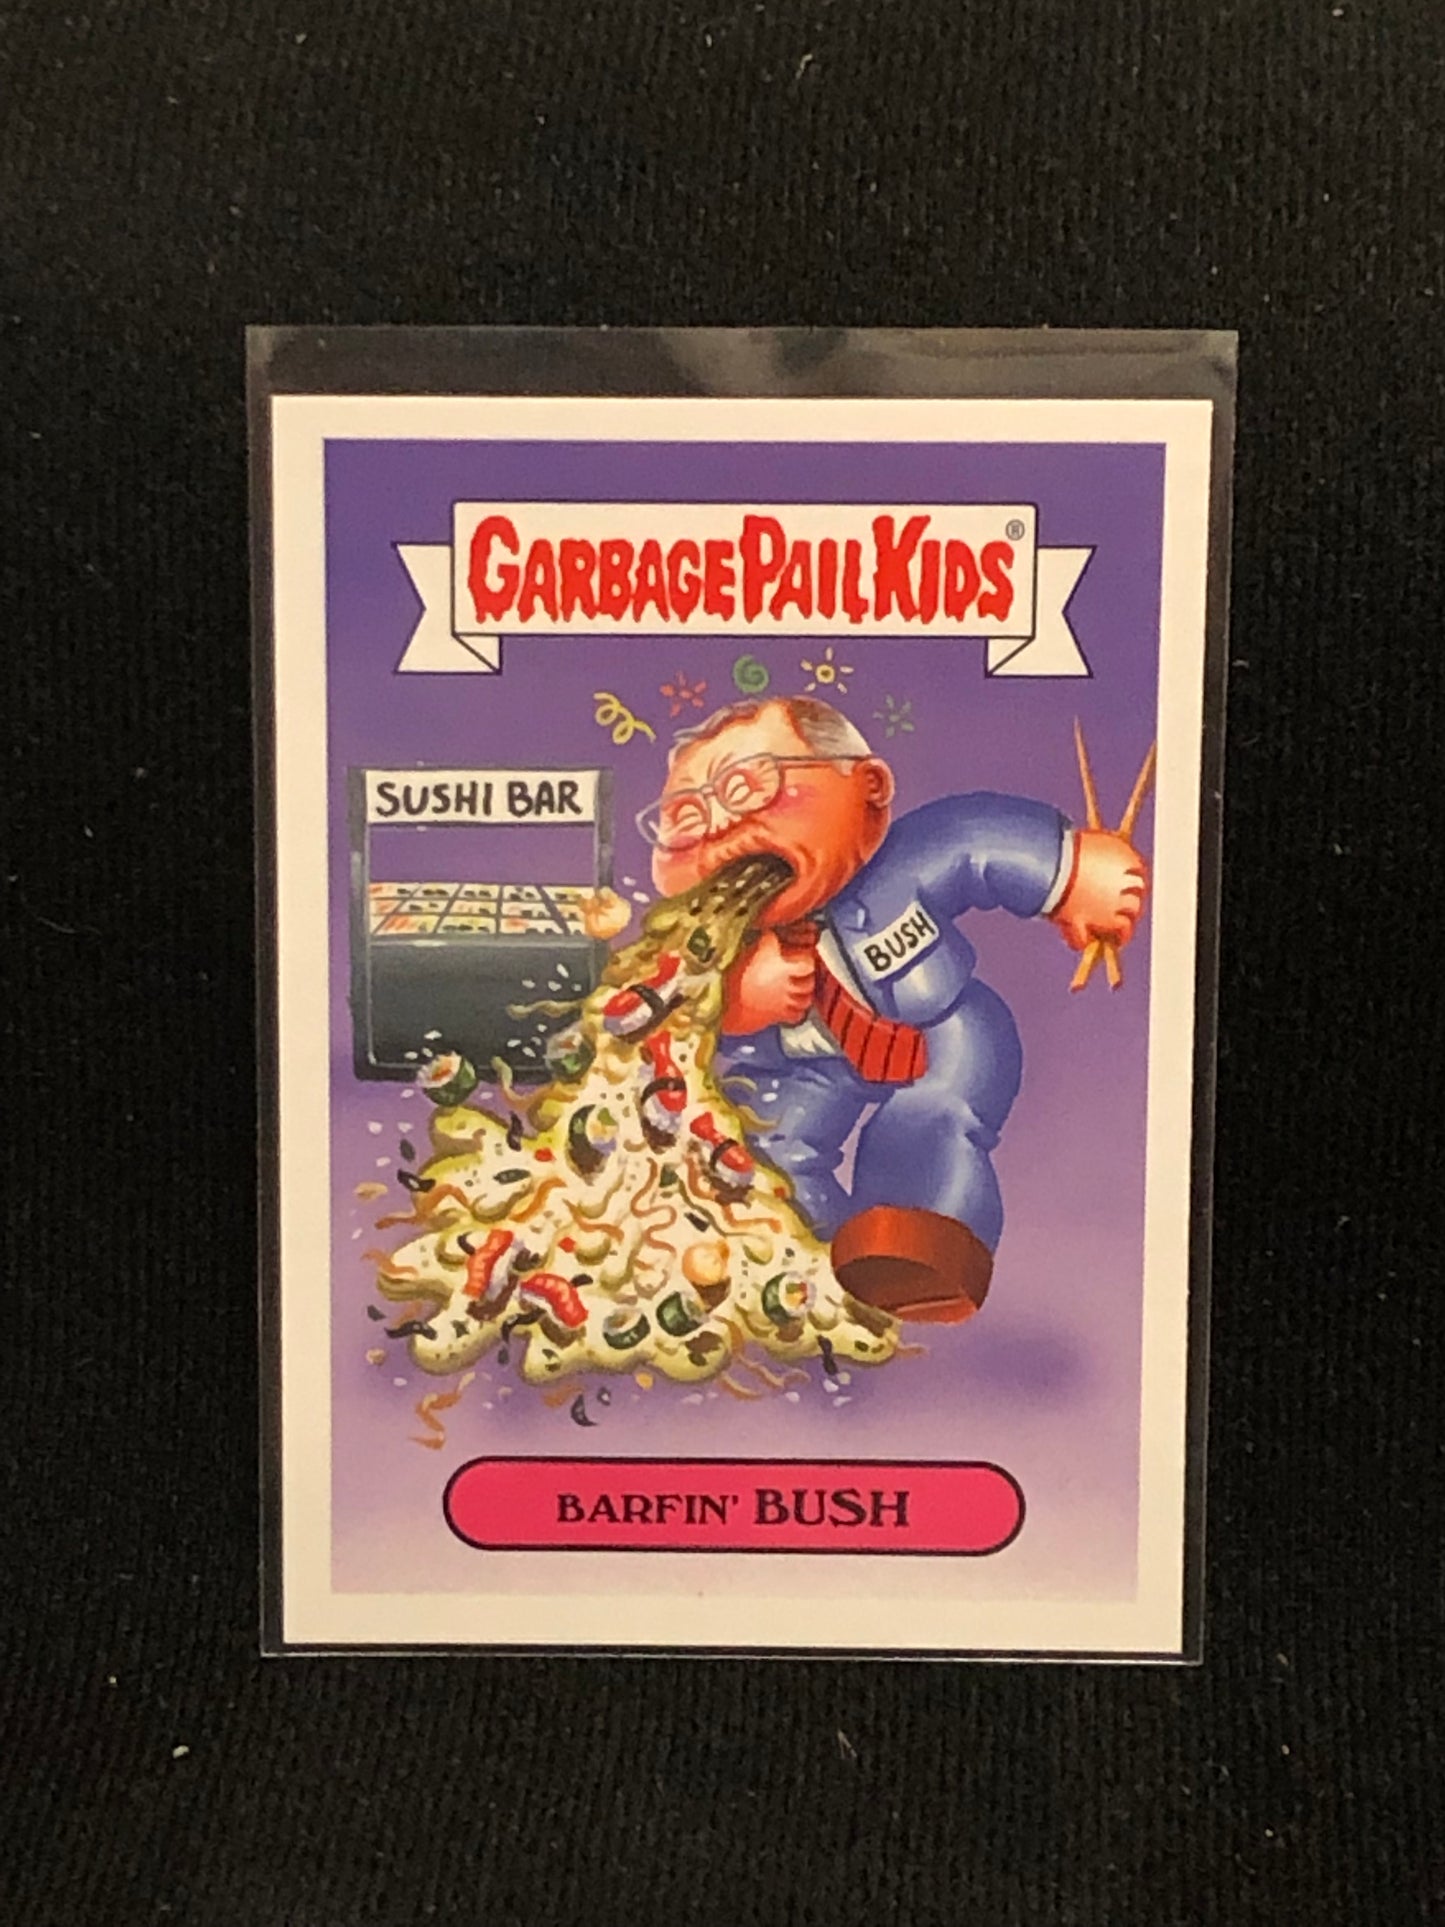 GARBAGE PAIL KIDS®
SUSHI BAR
BUSH
BARFIN' BUSH